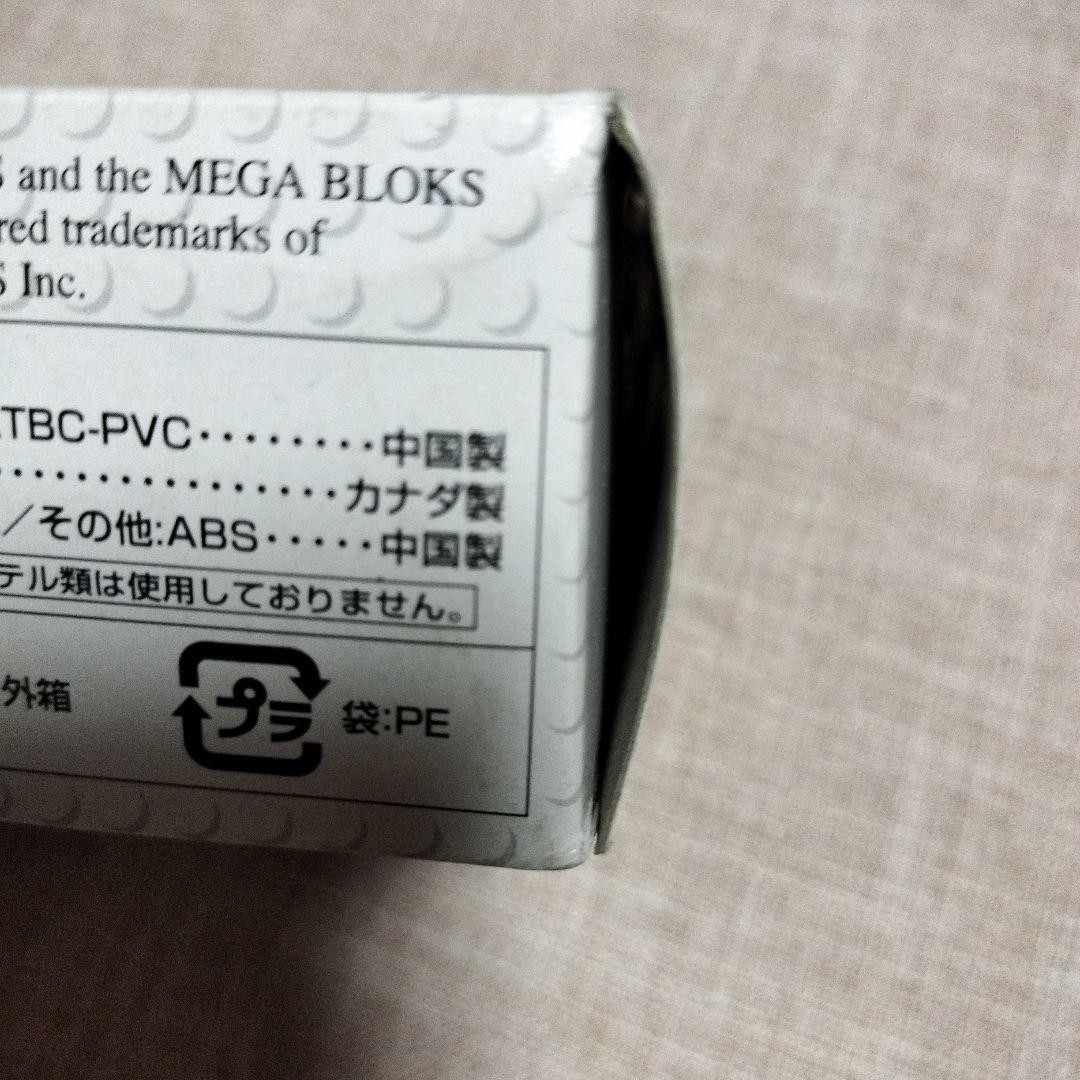 and the MEGA BLOKS
red trademarks of
Inc.
TBC-PVC········中国製
················カナダ製
/その他:ABS·····中国製
テル類は使用しておりません。
外箱
プラ 袋:PE